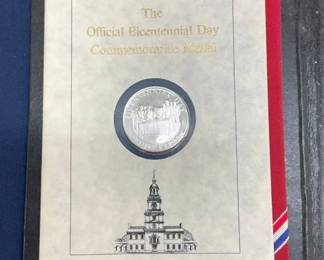 The
Official Bicentennial Day
Commemorative Medal